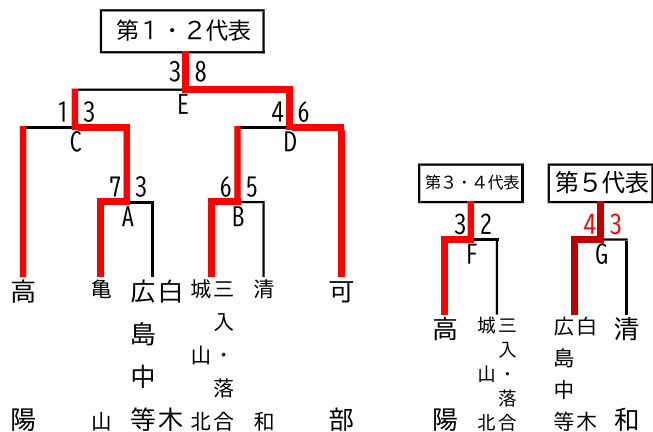 第1・2代表
3 8
E
1 3
4 6
C
D
7 3
6 5
A
B
高陽
亀山
広島中等
白木
城山北
三入・落合
清和
可部
第3・4代表
3 2
F
高陽
城山北
三入・落合
第5代表
4 3
G
広島中等
白木
清和